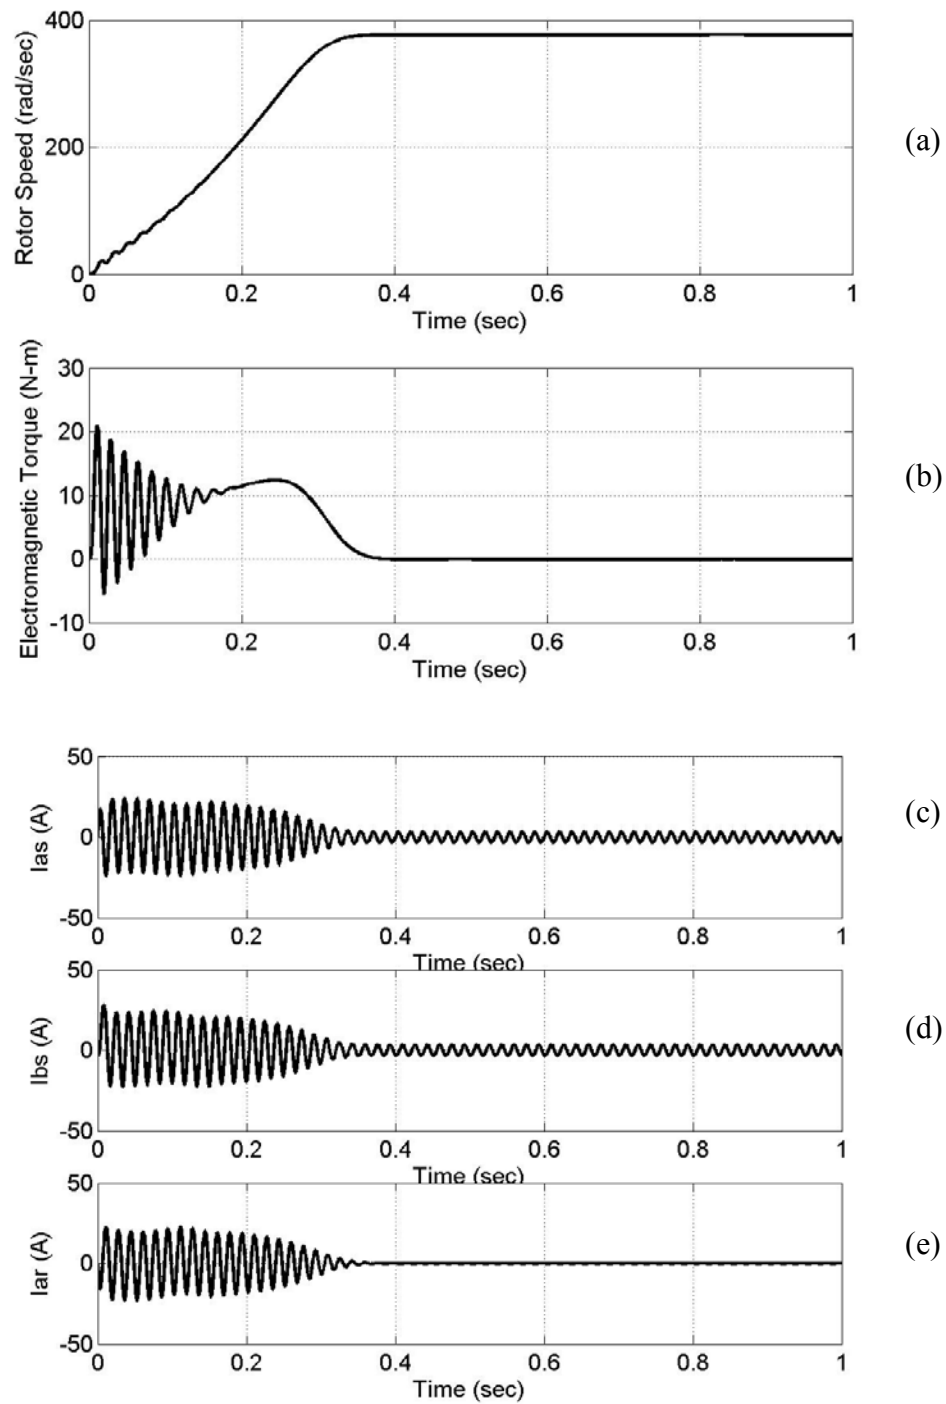 400
200
0
Rotor Speed (rad/sec)
0 0.2 0.4 0.6 0.8 1
Time (sec)
(a)
30
20
10
0
-10
Electromagnetic Torque (N-m)
0 0.2 0.4 0.6 0.8 1
Time (sec)
(b)
50
0
-50
Ias (A)
0 0.2 0.4 0.6 0.8 1
Time (sec)
(c)
50
0
-50
Ibs (A)
0 0.2 0.4 0.6 0.8 1
Time (sec)
(d)
50
0
-50
Iar (A)
0 0.2 0.4 0.6 0.8 1
Time (sec)
(e)